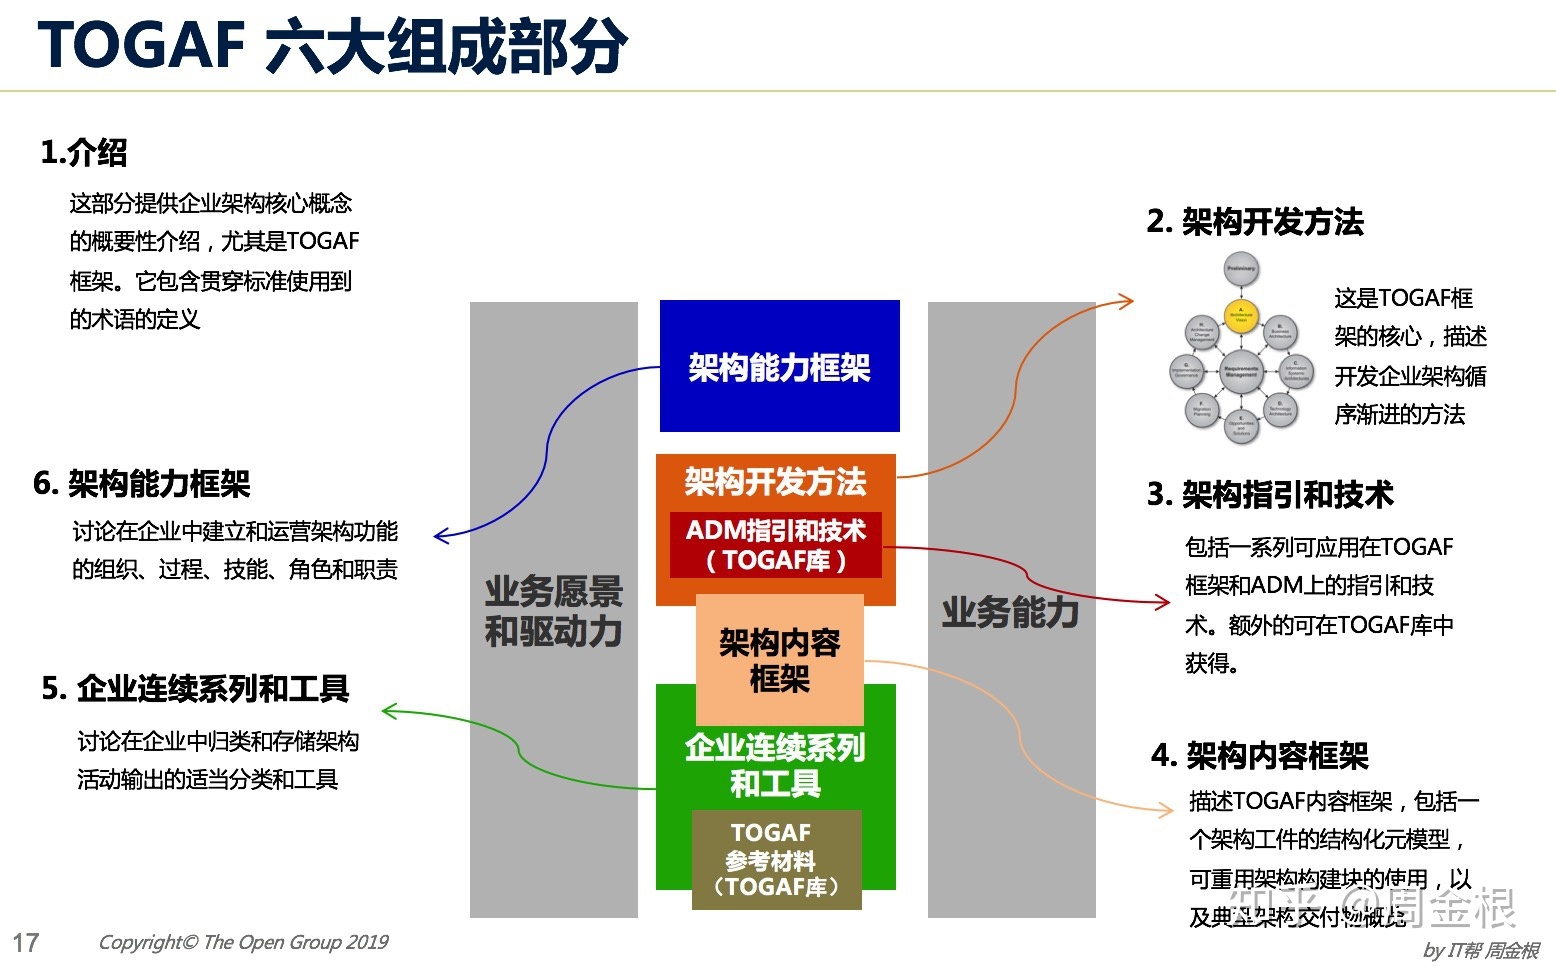 TOGAF 六大组成部分
1.介绍
这部分提供企业架构核心概念
的概要性介绍，尤其是TOGAF
框架。它包含贯穿标准使用到
的术语的定义
6. 架构能力框架
讨论在企业中建立和运营架构功能
的组织、过程、技能、角色和职责
5. 企业连续系列和工具
讨论在企业中归类和存储架构
活动输出的适当分类和工具
业务愿景
和驱动力
架构能力框架
架构开发方法
ADM指引和技术
（TOGAF库）
架构内容
框架
企业连续系列
和工具
TOGAF
参考材料
（TOGAF库）
业务能力
2. 架构开发方法
Preliminary
A.
Architecture
Vision
H.
Architecture
Change
Management
B.
Business
Architecture
G.
Implementation
Governance
Requirements
Management
C.
Information
Systems
Architectures
F.
Migration
Planning
D.
Technology
Architecture
E.
Opportunities
and
Solutions
这是TOGAF框
架的核心，描述
开发企业架构循
序渐进的方法
3. 架构指引和技术
包括一系列可应用在TOGAF
框架和ADM上的指引和技
术。额外的可在TOGAF库中
获得。
4. 架构内容框架
描述TOGAF内容框架，包括一
个架构工件的结构化元模型，
可重用架构构建块的使用，以
及典型架构交付物概览
知乎 @周金根
17
Copyright© The Open Group 2019
by IT帮 周金根